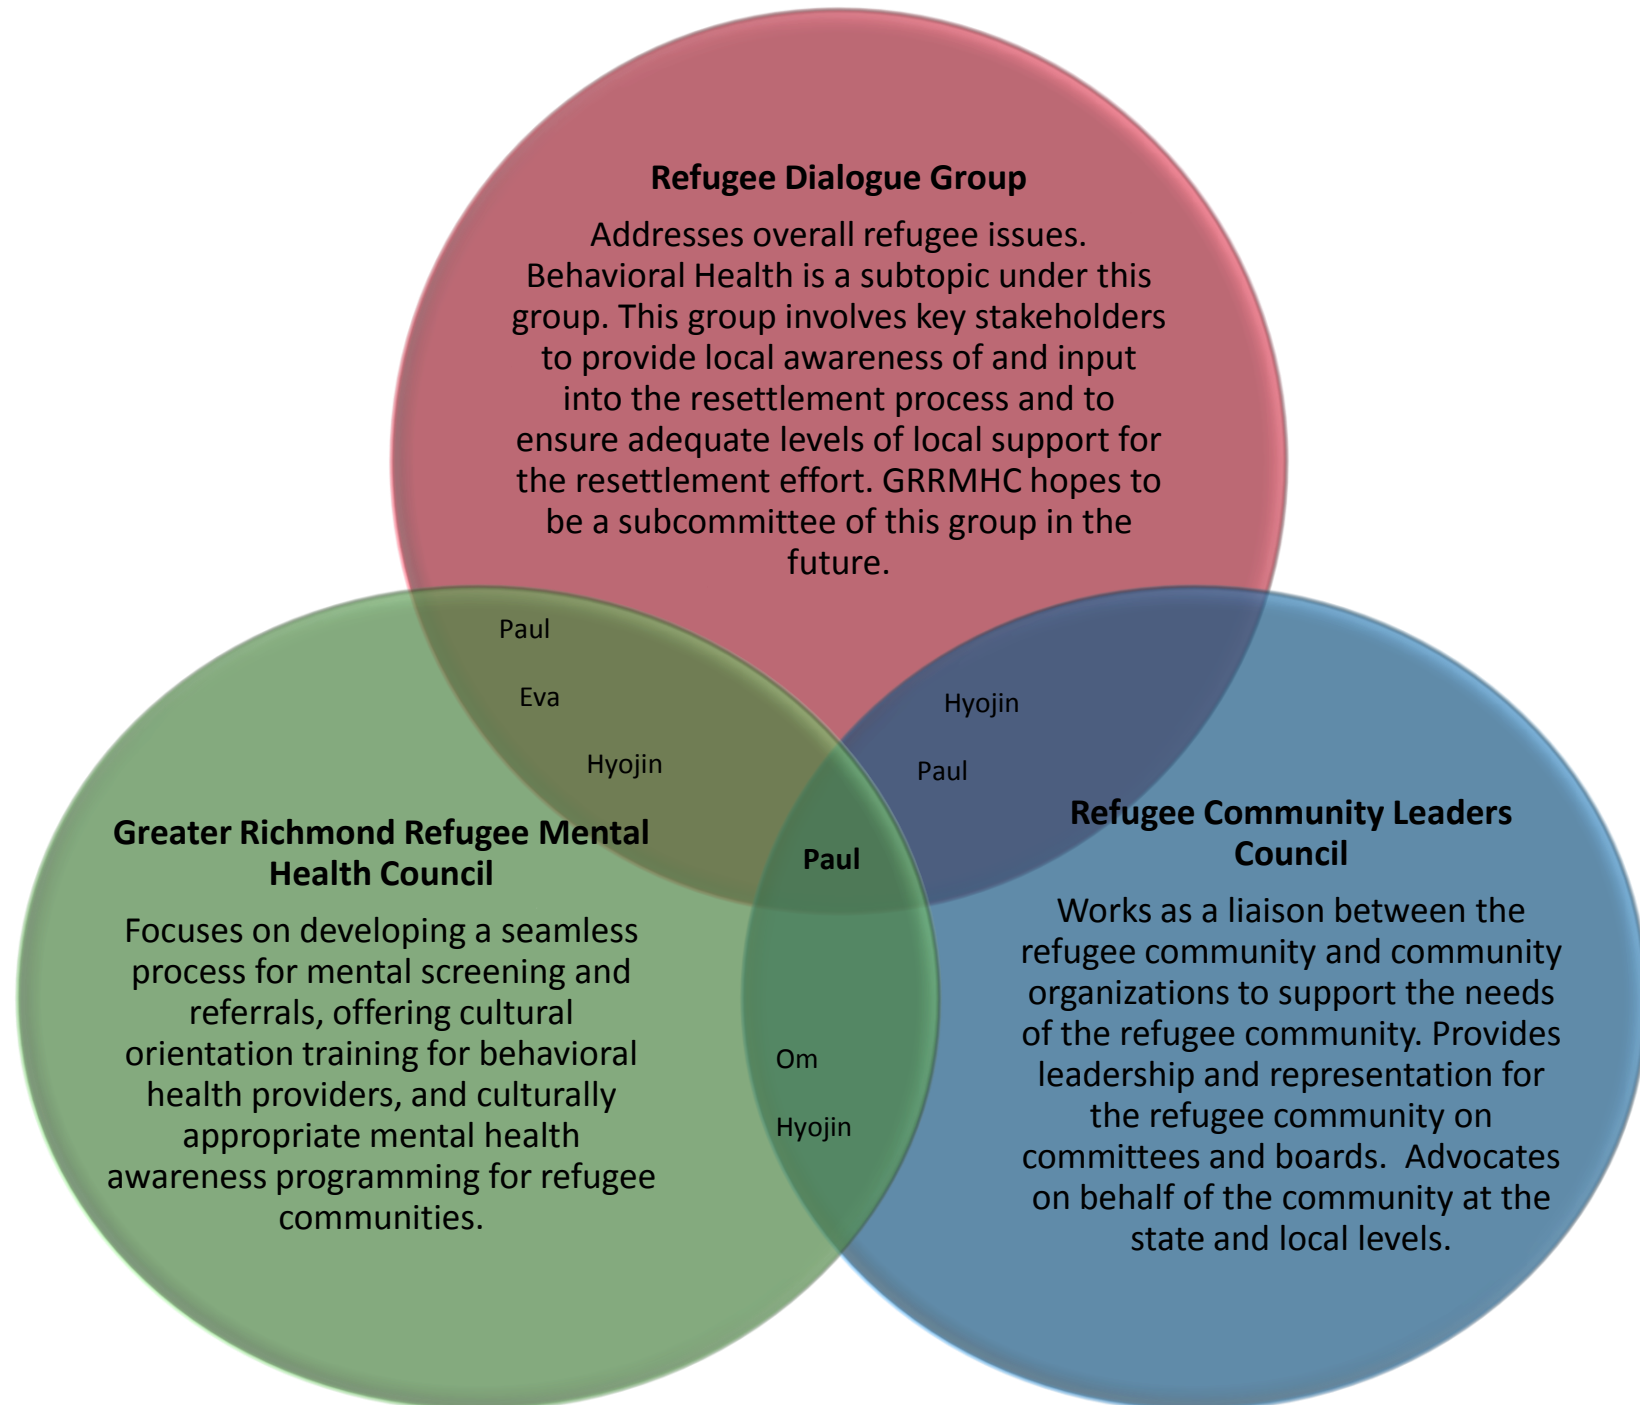 Refugee Dialogue Group
Addresses overall refugee issues.
Behavioral Health is a subtopic under this
group. This group involves key stakeholders
to provide local awareness of and input
into the resettlement process and to
ensure adequate levels of local support for
the resettlement effort. GRRMHC hopes to
be a subcommittee of this group in the
future.
Paul
Eva
Hyojin
Hyojin
Paul
Paul
Greater Richmond Refugee Mental
Health Council
Focuses on developing a seamless
process for mental screening and
referrals, offering cultural
orientation training for behavioral
health providers, and culturally
appropriate mental health
awareness programming for refugee
communities.
Om
Hyojin
Refugee Community Leaders
Council
Works as a liaison between the
refugee community and community
organizations to support the needs
of the refugee community. Provides
leadership and representation for
the refugee community on
committees and boards.  Advocates
on behalf of the community at the
state and local levels.